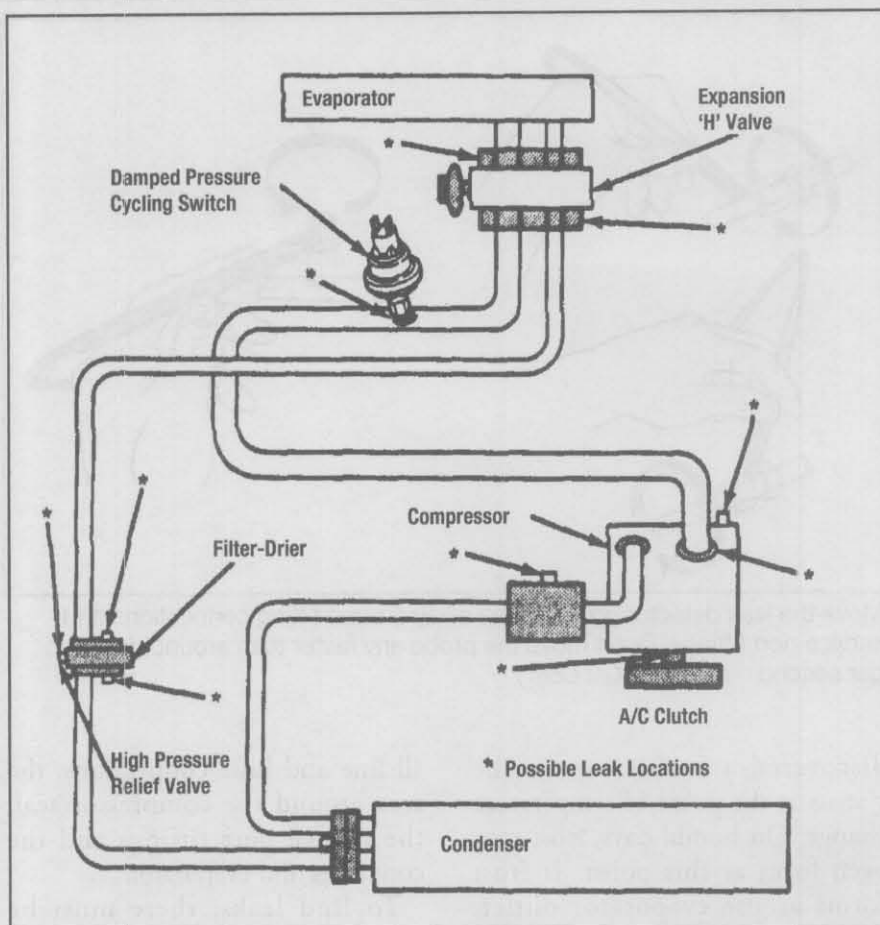 Evaporator
Expansion
'H' Valve
*
Damped Pressure
Cycling Switch
*
*
*
Compressor
*
*
*
Filter-Drier
*
*
*
*
A/C Clutch
High Pressure
Relief Valve
* Possible Leak Locations
Condenser